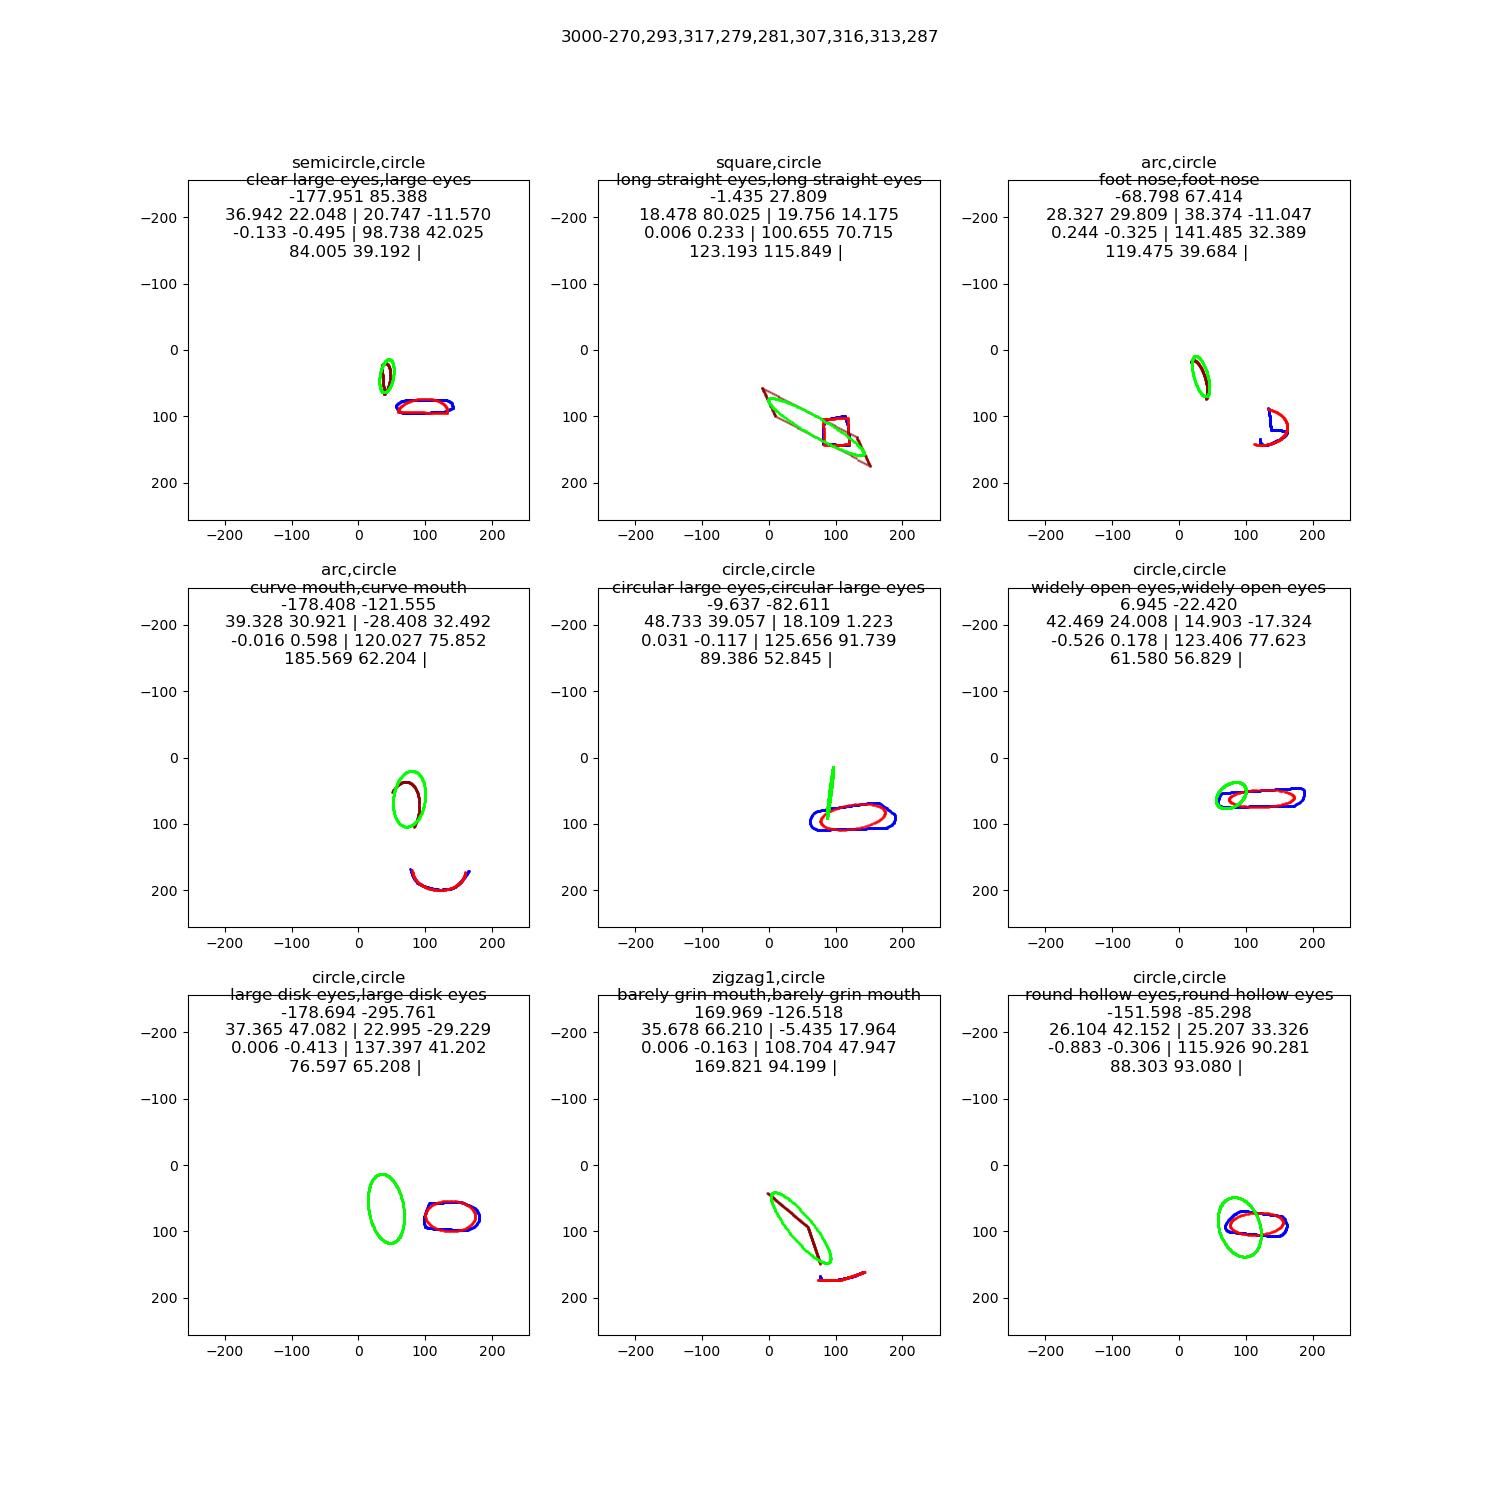 3000-270,293,317,279,281,307,316,313,287
semicircle,circle
clear large eyes,large eyes
-177.951 85.388
36.942 22.048 | 20.747 -11.570
-0.133 -0.495 | 98.738 42.025
84.005 39.192 |
−200
−100
0
100
200
−200 −100 0 100 200
square,circle
long straight eyes,long straight eyes
-1.435 27.809
18.478 80.025 | 19.756 14.175
0.006 0.233 | 100.655 70.715
123.193 115.849 |
−200
−100
0
100
200
−200 −100 0 100 200
arc,circle
foot nose,foot nose
-68.798 67.414
28.327 29.809 | 38.374 -11.047
0.244 -0.325 | 141.485 32.389
119.475 39.684 |
−200
−100
0
100
200
−200 −100 0 100 200
arc,circle
curve mouth,curve mouth
-178.408 -121.555
39.328 30.921 | -28.408 32.492
-0.016 0.598 | 120.027 75.852
185.569 62.204 |
−200
−100
0
100
200
−200 −100 0 100 200
circle,circle
circular large eyes,circular large eyes
-9.637 -82.611
48.733 39.057 | 18.109 1.223
0.031 -0.117 | 125.656 91.739
89.386 52.845 |
−200
−100
0
100
200
−200 −100 0 100 200
circle,circle
widely open eyes,widely open eyes
6.945 -22.420
42.469 24.008 | 14.903 -17.324
-0.526 0.178 | 123.406 77.623
61.580 56.829 |
−200
−100
0
100
200
−200 −100 0 100 200
circle,circle
large disk eyes,large disk eyes
-178.694 -295.761
37.365 47.082 | 22.995 -29.229
0.006 -0.413 | 137.397 41.202
76.597 65.208 |
−200
−100
0
100
200
−200 −100 0 100 200
zigzag1,circle
barely grin mouth,barely grin mouth
169.969 -126.518
35.678 66.210 | -5.435 17.964
0.006 -0.163 | 108.704 47.947
169.821 94.199 |
−200
−100
0
100
200
−200 −100 0 100 200
circle,circle
round hollow eyes,round hollow eyes
-151.598 -85.298
26.104 42.152 | 25.207 33.326
-0.883 -0.306 | 115.926 90.281
88.303 93.080 |
−200
−100
0
100
200
−200 −100 0 100 200